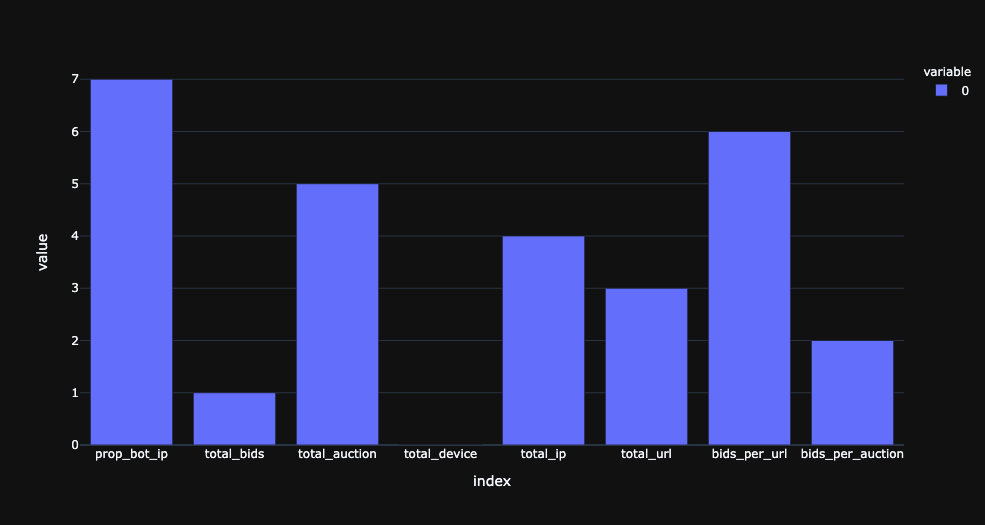 variable
0
value
7
6
5
4
3
2
1
0
prop_bot_ip total_bids total_auction total_device total_ip total_url bids_per_url bids_per_auction
index